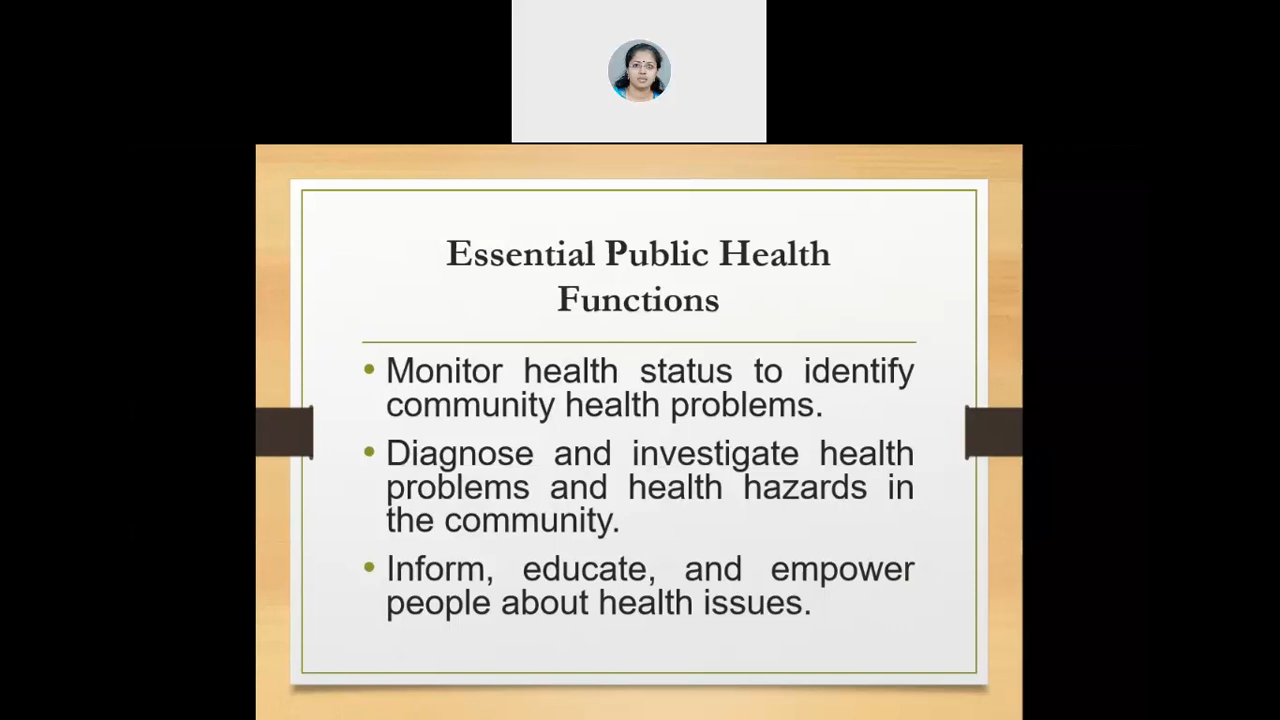 Essential Public Health
Functions
• Monitor health status to identify
community health problems.
• Diagnose and investigate health
problems and health hazards in
the community.
• Inform, educate, and empower
people about health issues.